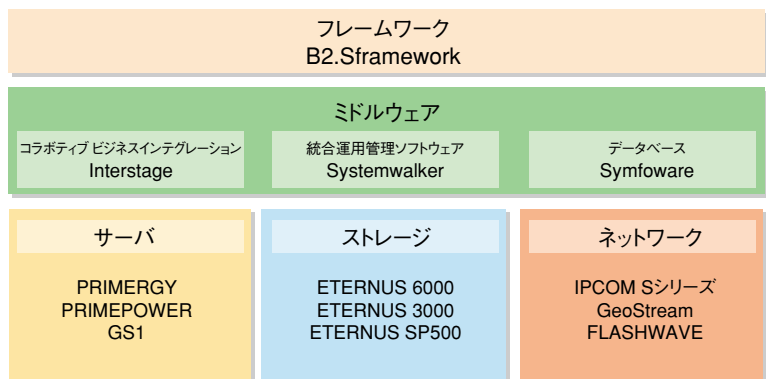 フレームワーク
B2.Sframework
ミドルウェア
コラボティブ ビジネスインテグレーション
Interstage
統合運用管理ソフトウェア
Systemwalker
データベース
Symfoware
サーバ
PRIMERGY
PRIMEPOWER
GS1
ストレージ
ETERNUS 6000
ETERNUS 3000
ETERNUS SP500
ネットワーク
IPCOM Sシリーズ
GeoStream
FLASHWAVE